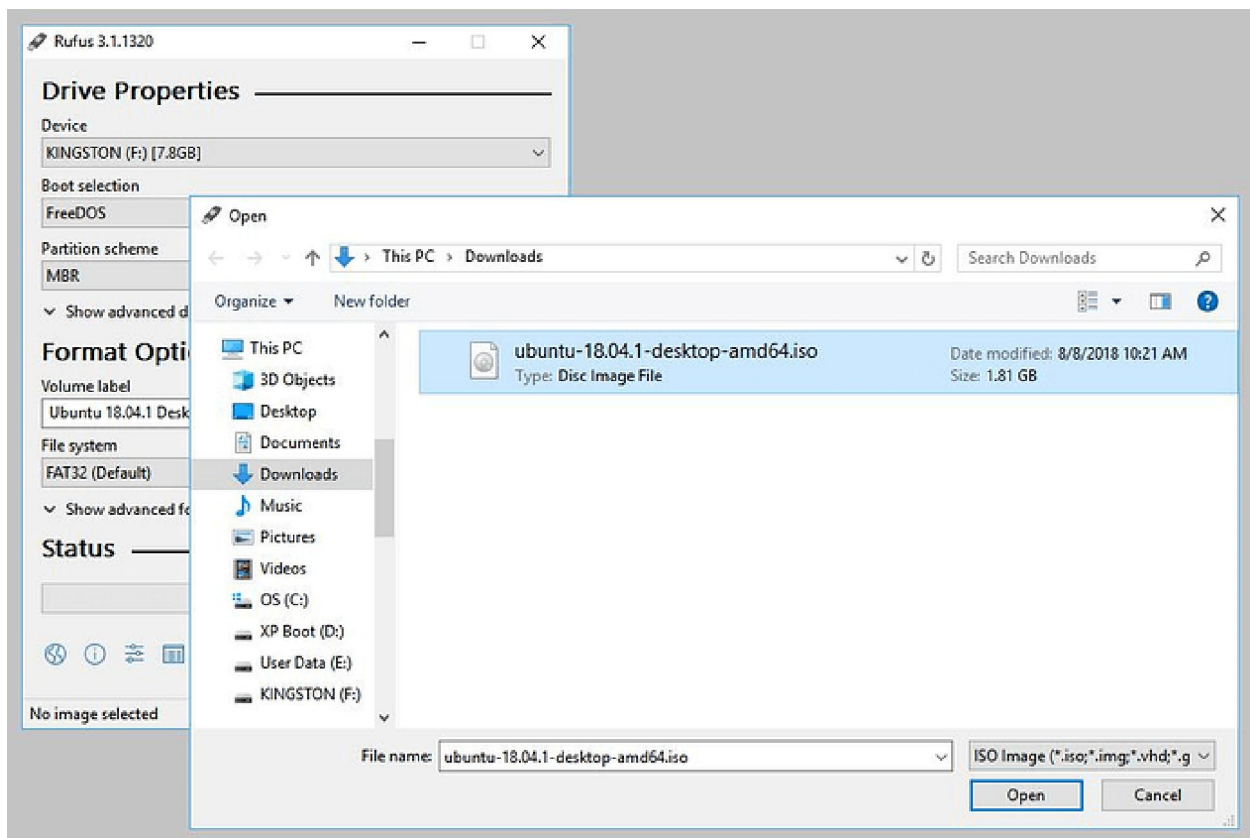 Rufus 3.1.1320
Drive Properties
Device
KINGSTON (F:) [7.8GB]
Boot selection
FreeDOS
Partition scheme
MBR
Show advanced d
Format Opti
Volume label
Ubuntu 18.04.1 Desk
File system
FAT32 (Default)
Show advanced fo
Status
No image selected
Open
This PC > Downloads
Search Downloads
Organize
New folder
This PC
3D Objects
Desktop
Documents
Downloads
Music
Pictures
Videos
OS (C:)
XP Boot (D:)
User Data (E:)
KINGSTON (F:)
ubuntu-18.04.1-desktop-amd64.iso
Type: Disc Image File
Date modified: 8/8/2018 10:21 AM
Size: 1.81 GB
File name: ubuntu-18.04.1-desktop-amd64.iso
ISO Image (*.iso;*.img;*.vhd;*.g
Open
Cancel